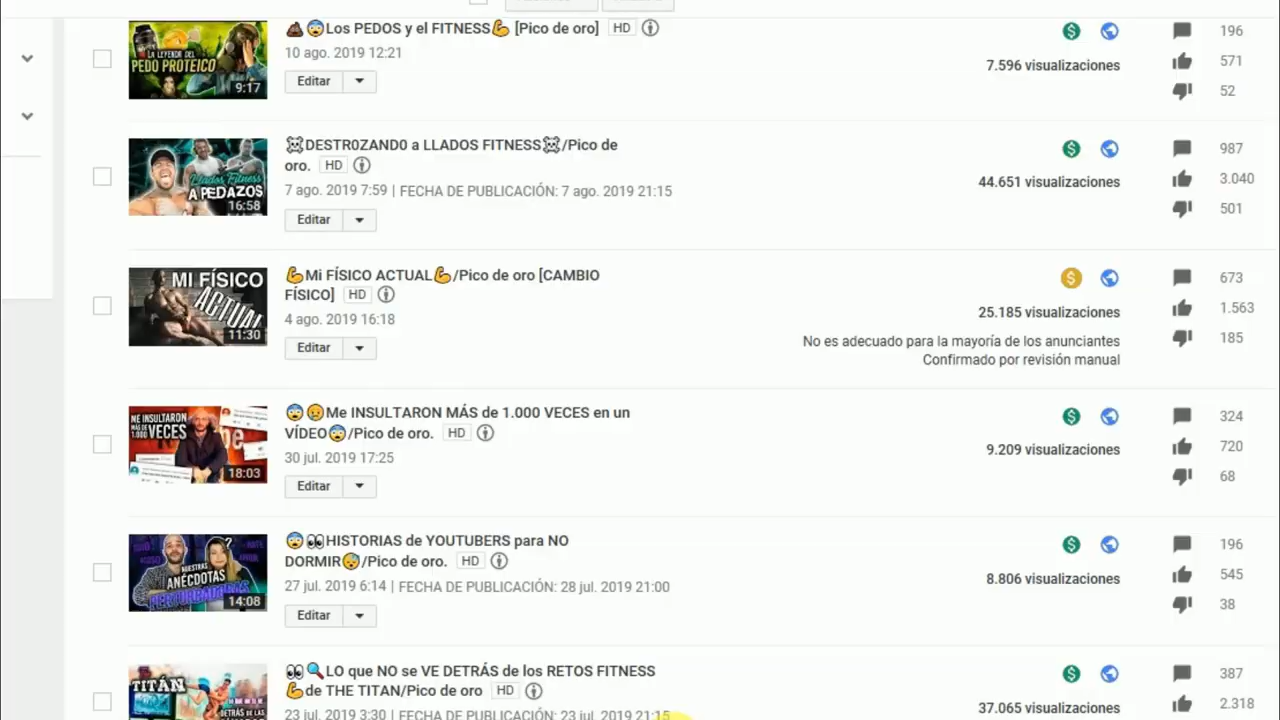 💩😨Los PEDOS y el FITNESS💪 [Pico de oro] HD
10 ago. 2019 12:21
Editar
LA LEYENDA DEL
PEDO PROTEICO
9:17
7.596 visualizaciones
196
571
52
☠DESTR0ZAND0 a LLADOS FITNESS☠/Pico de
oro. HD
7 ago. 2019 7:59 | FECHA DE PUBLICACIÓN: 7 ago. 2019 21:15
Editar
Llados Fitness
A PEDAZOS
16:58
44.651 visualizaciones
987
3.040
501
💪Mi FÍSICO ACTUAL💪/Pico de oro [CAMBIO
FÍSICO] HD
4 ago. 2019 16:18
Editar
MI FÍSICO
ACTUAL
11:30
25.185 visualizaciones
No es adecuado para la mayoría de los anunciantes
Confirmado por revisión manual
673
1.563
185
😨😢Me INSULTARON MÁS de 1.000 VECES en un
VÍDEO😨/Pico de oro. HD
30 jul. 2019 17:25
Editar
ME INSULTARON
MÁS DE
1.000 VECES
18:03
9.209 visualizaciones
324
720
68
😨👀HISTORIAS de YOUTUBERS para NO
DORMIR😴/Pico de oro. HD
27 jul. 2019 6:14 | FECHA DE PUBLICACIÓN: 28 jul. 2019 21:00
Editar
NUESTRAS
ANÉCDOTAS
PERTURBADORAS
14:08
8.806 visualizaciones
196
545
38
👀🔍LO que NO se VE DETRÁS de los RETOS FITNESS
💪de THE TITAN/Pico de oro HD
23 jul. 2019 3:30 | FECHA DE PUBLICACIÓN: 23 jul. 2019 21:15
TITÁN
37.065 visualizaciones
387
2.318